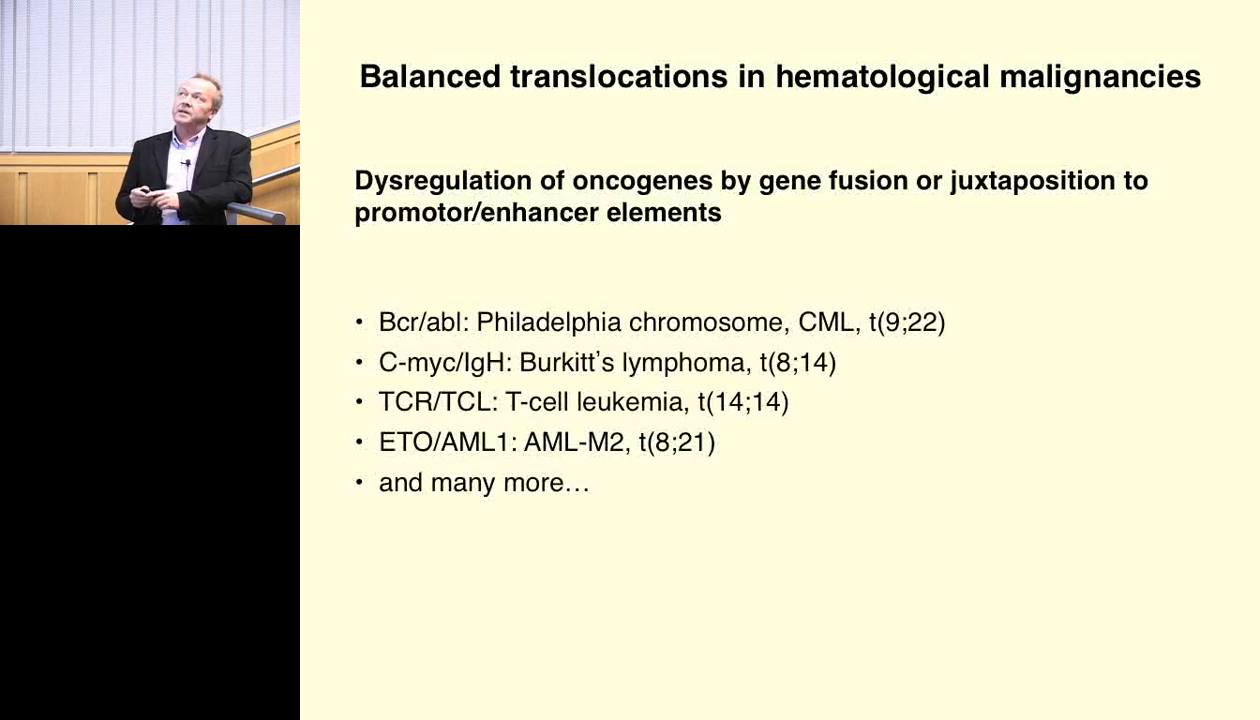 Balanced translocations in hematological malignancies
Dysregulation of oncogenes by gene fusion or juxtaposition to
promotor/enhancer elements
• Bcr/abl: Philadelphia chromosome, CML, t(9;22)
• C-myc/IgH: Burkitt’s lymphoma, t(8;14)
• TCR/TCL: T-cell leukemia, t(14;14)
• ETO/AML1: AML-M2, t(8;21)
• and many more…